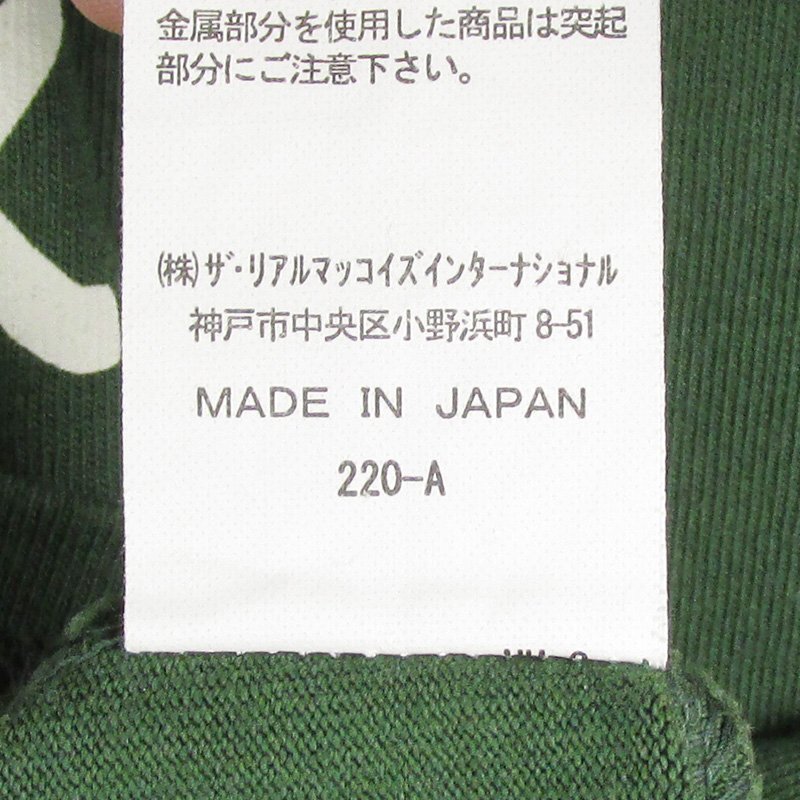 金属部分を使用した商品は突起
部分にご注意下さい。
(株)ザ・リアルマッコイズインターナショナル
神戸市中央区小野浜町 8-51
MADE IN JAPAN
220-A